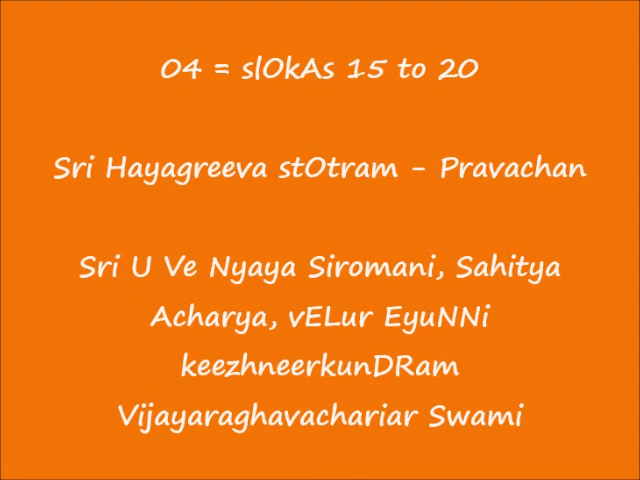 04 = slOkAs 15 to 20
Sri Hayagreeva stOtram - Pravachan
Sri U Ve Nyaya Siromani, Sahitya
Acharya, vELur EyuNNi
keezhneerkunDRam
Vijayaraghavachariar Swami